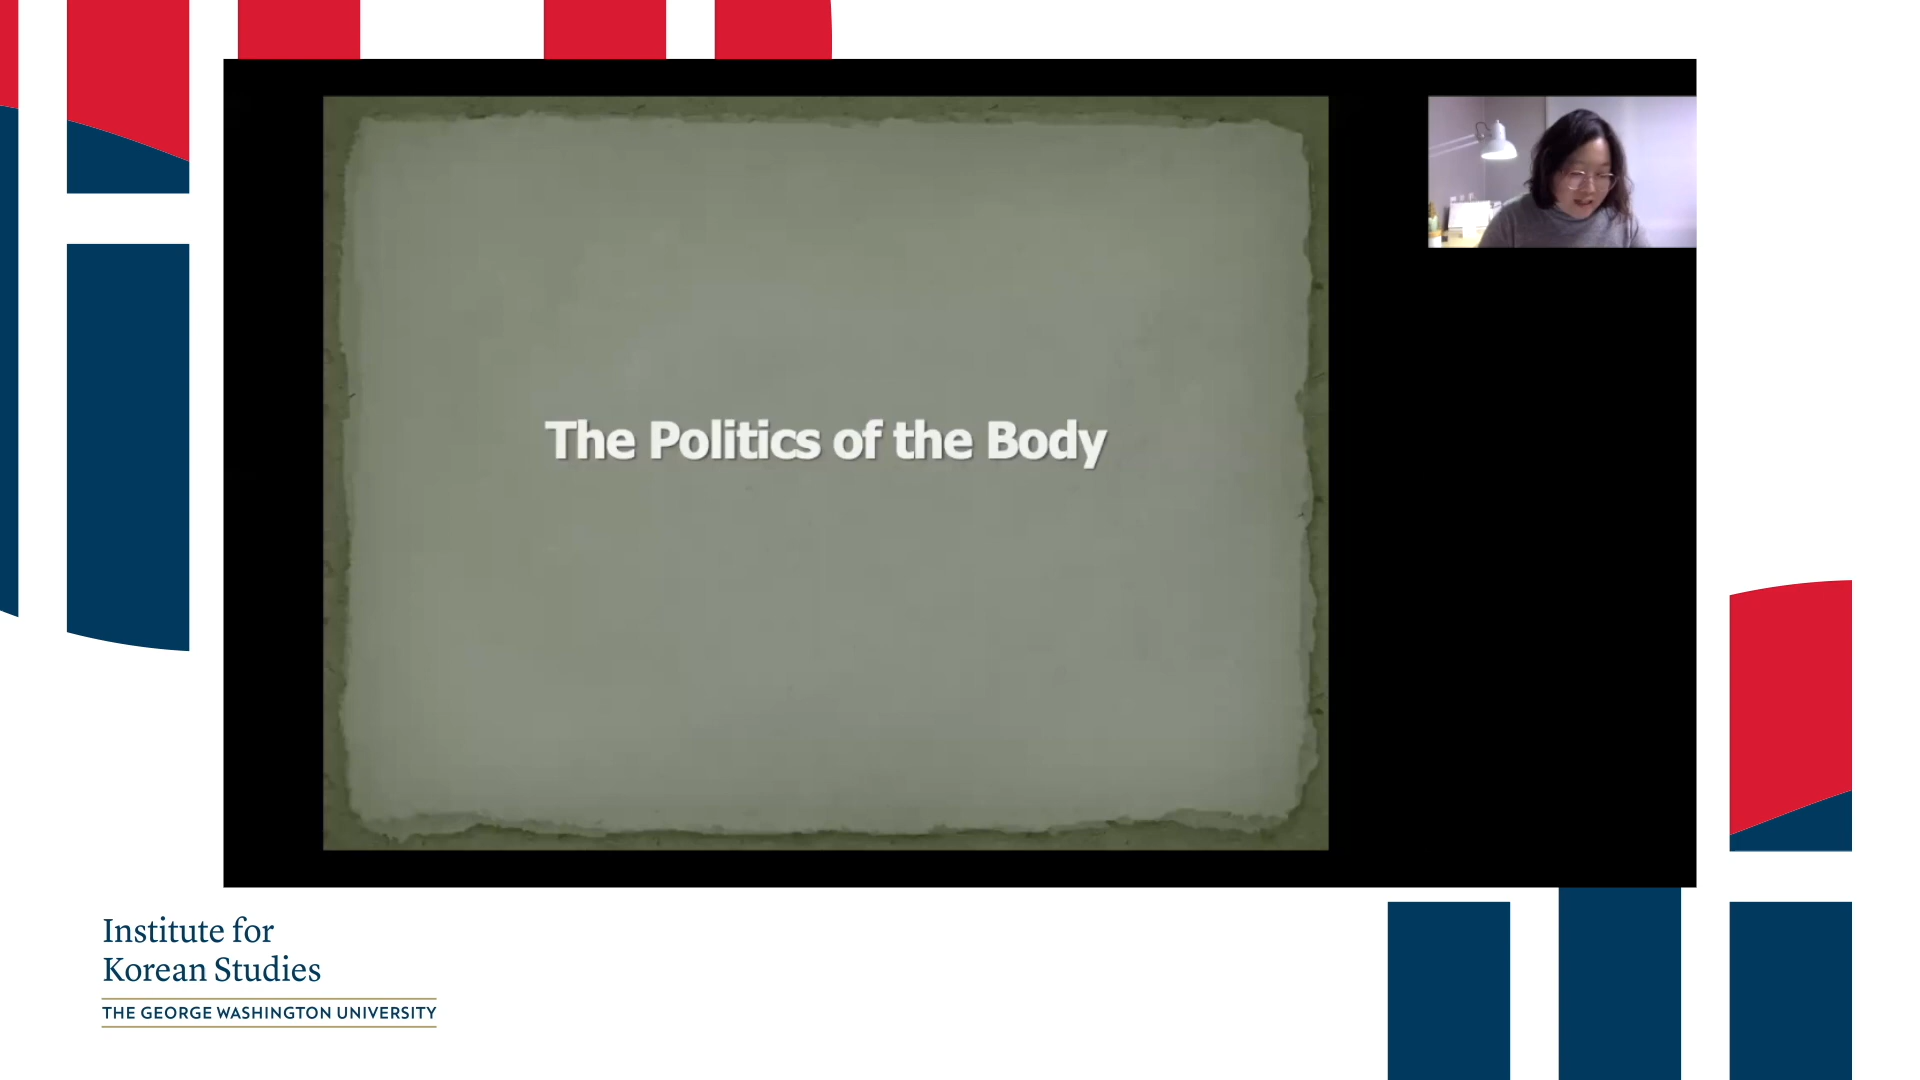 The Politics of the Body
Institute for
Korean Studies
THE GEORGE WASHINGTON UNIVERSITY